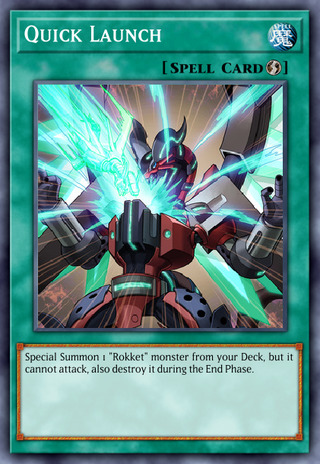 Quick Launch
魔
[Spell Card]
Special Summon 1 "Rokket" monster from your Deck, but it
cannot attack, also destroy it during the End Phase.